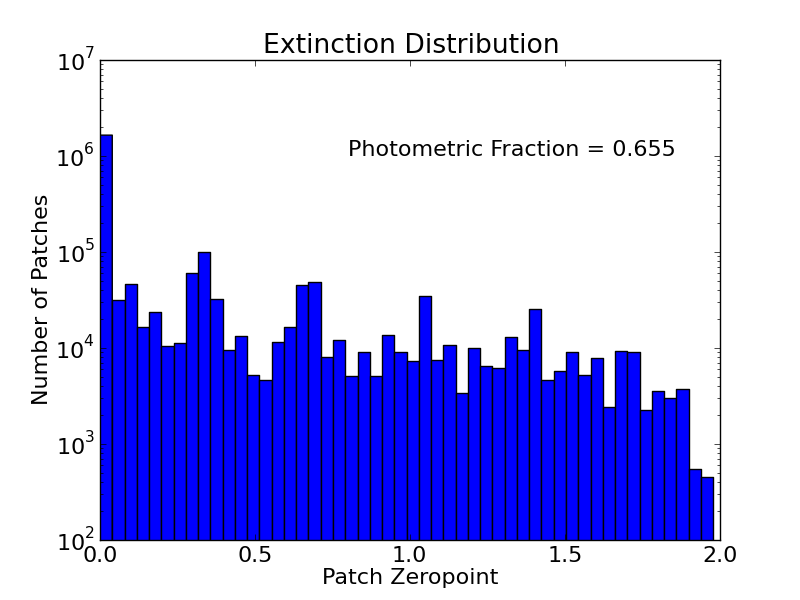 Extinction Distribution
10^7
10^6
10^5
10^4
10^3
10^2
Number of Patches
Photometric Fraction = 0.655
0.0 0.5 1.0 1.5 2.0
Patch Zeropoint